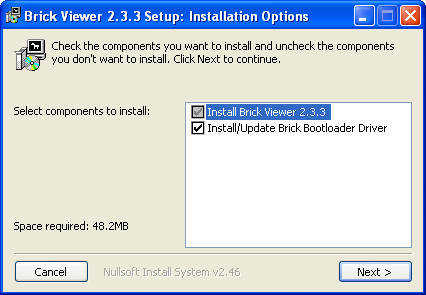 Brick Viewer 2.3.3 Setup: Installation Options
Check the components you want to install and uncheck the components
you don't want to install. Click Next to continue.
Select components to install:
Install Brick Viewer 2.3.3
Install/Update Brick Bootloader Driver
Space required: 48.2MB
Cancel
Nullsoft Install System v2.46
Next >